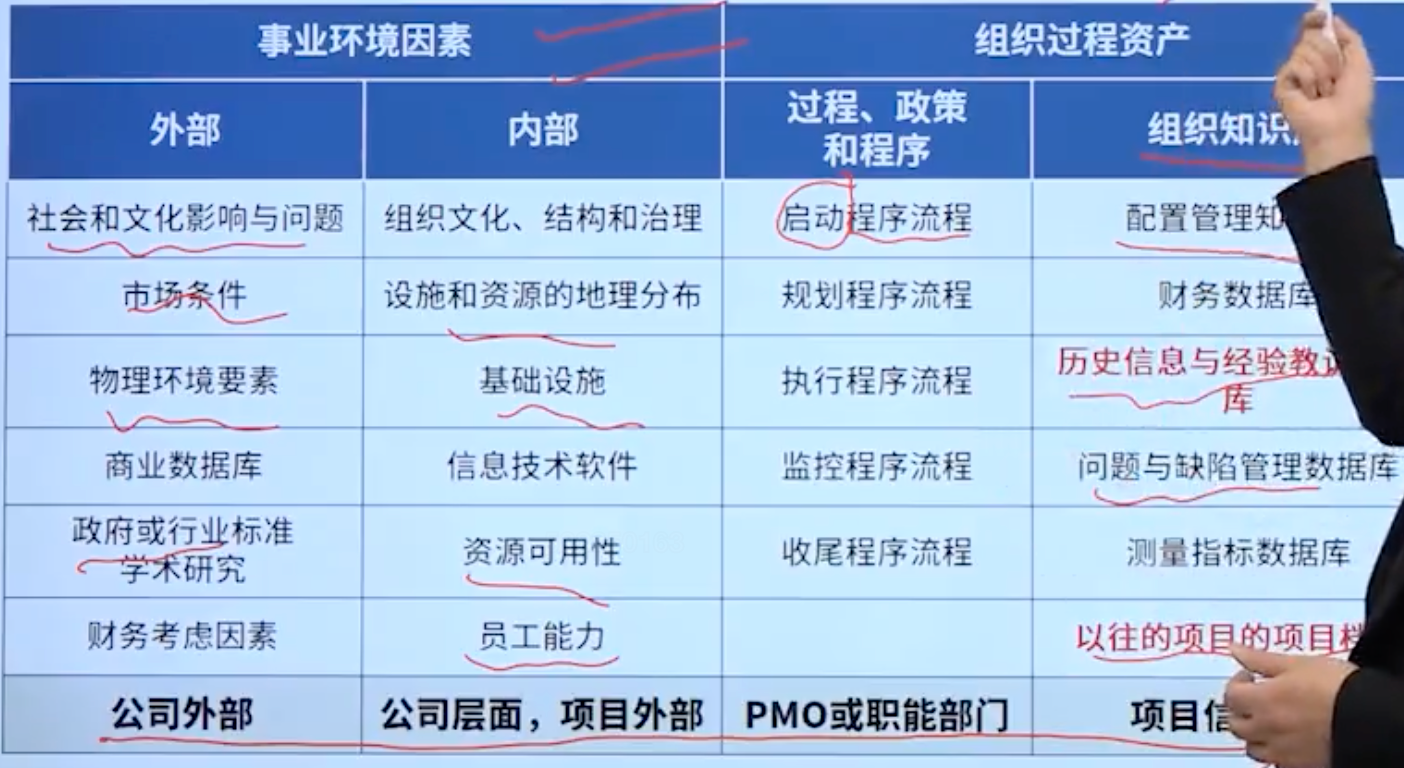 事业环境因素
组织过程资产
外部
内部
过程、政策
和程序
组织知识
社会和文化影响与问题
组织文化、结构和治理
启动程序流程
配置管理知
市场条件
设施和资源的地理分布
规划程序流程
财务数据库
物理环境要素
基础设施
执行程序流程
历史信息与经验教
库
商业数据库
信息技术软件
监控程序流程
问题与缺陷管理数据库
政府或行业标准
学术研究
资源可用性
收尾程序流程
测量指标数据库
财务考虑因素
员工能力
以往的项目的项目档
公司外部
公司层面，项目外部
PMO或职能部门
项目信